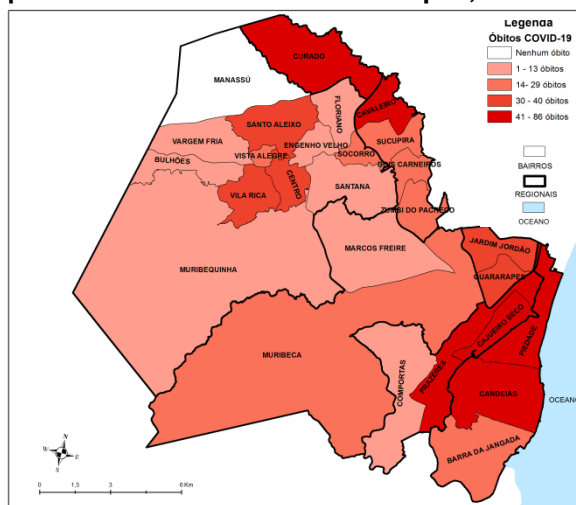 Legenda
Óbitos COVID-19
Nenhum óbito
1 - 13 óbitos
14- 29 óbitos
30 - 40 óbitos
41 - 86 óbitos
BAIRROS
REGIONAIS
OCEANO
CURADO
MANASSÚ
CAVALEIRO
FLORIANO
SANTO ALEIXO
VARGEM FRIA
ENGENHO VELHO
SUCUPIRA
BULHÕES
VISTA ALEGRE
SOCORRO
DOIS CARNEIROS
CENTRO
SANTANA
VILA RICA
ZUMBI DO PACHECO
JARDIM JORDÃO
MARCOS FREIRE
MURIBEQUINHA
GUARARAPES
CAJUEIRO SECO
PIEDADE
MURIBECA
COMPORTAS
PRAZERES
CANDEIAS
OCEANO
BARRA DA JANGADA
N
W
E
S
0 1,5 3 6 Km